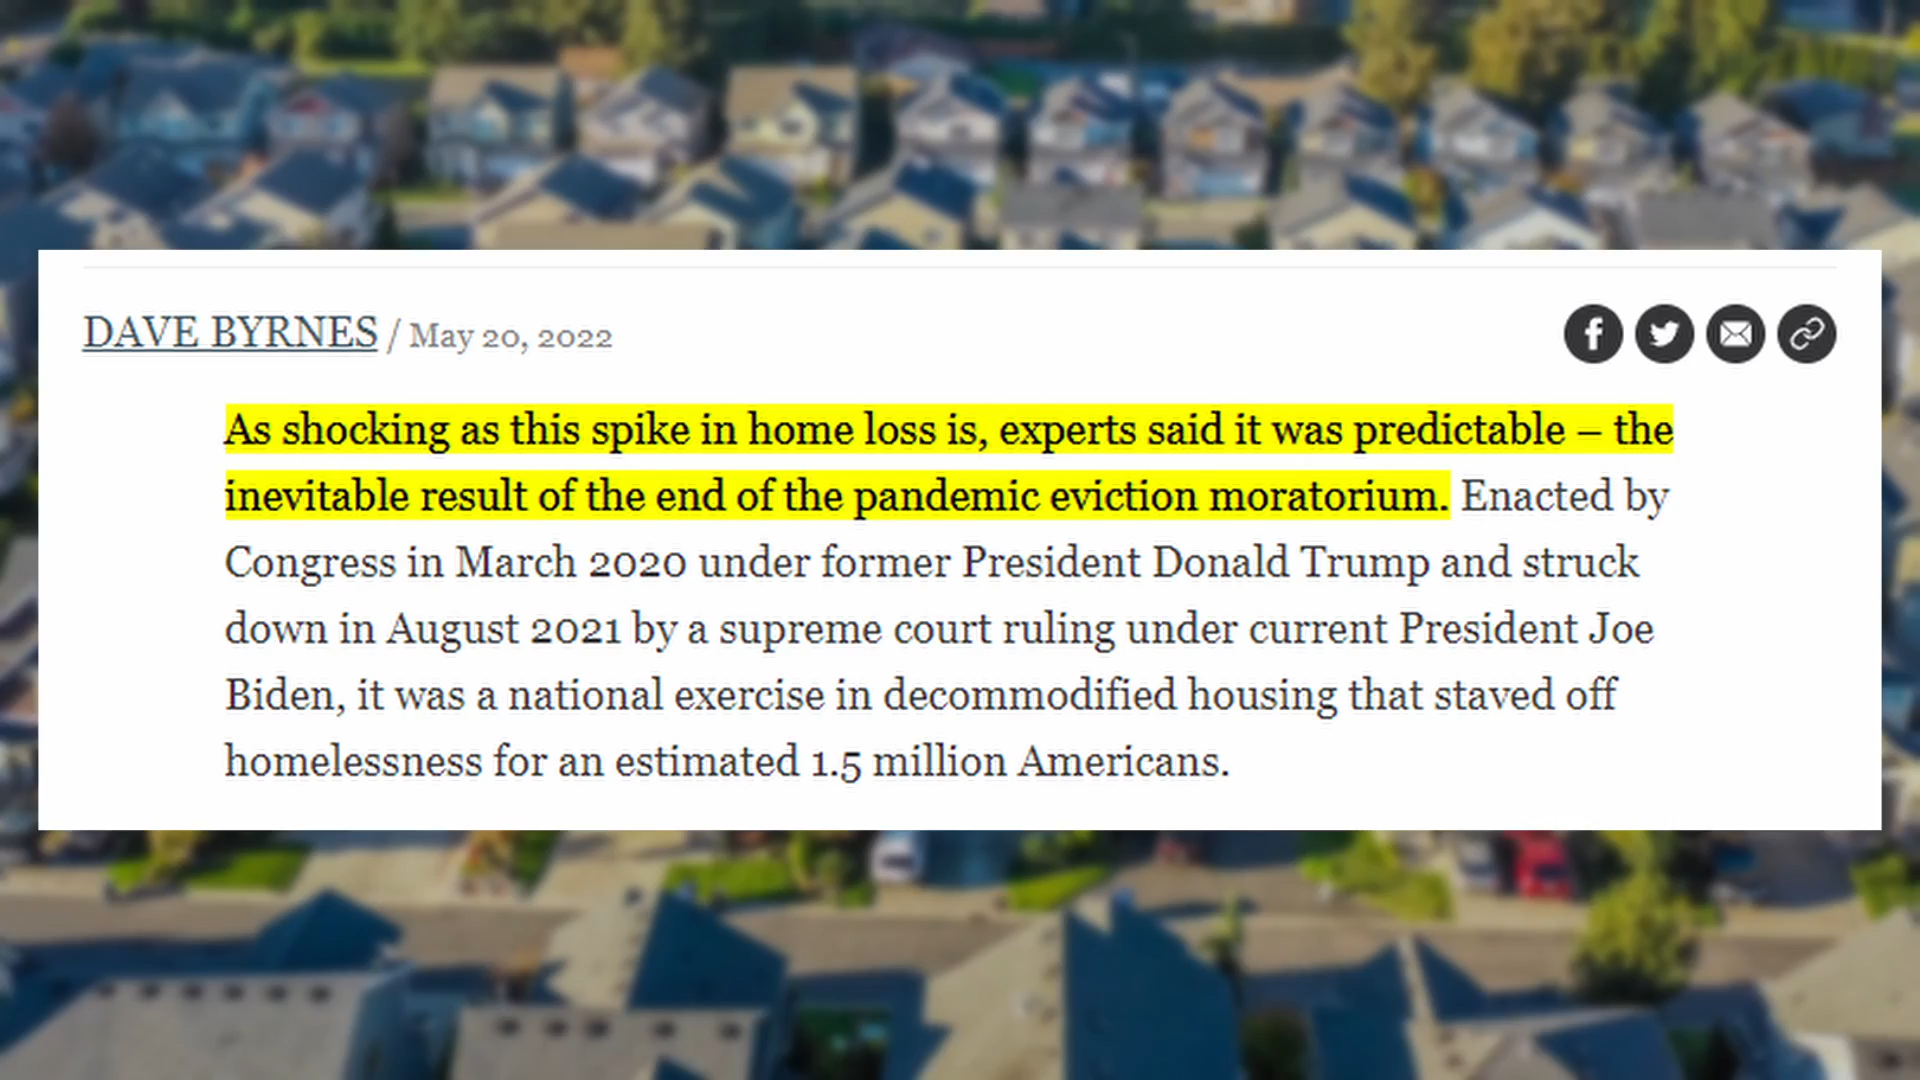 DAVE BYRNES / May 20, 2022
As shocking as this spike in home loss is, experts said it was predictable – the
inevitable result of the end of the pandemic eviction moratorium. Enacted by
Congress in March 2020 under former President Donald Trump and struck
down in August 2021 by a supreme court ruling under current President Joe
Biden, it was a national exercise in decommodified housing that staved off
homelessness for an estimated 1.5 million Americans.